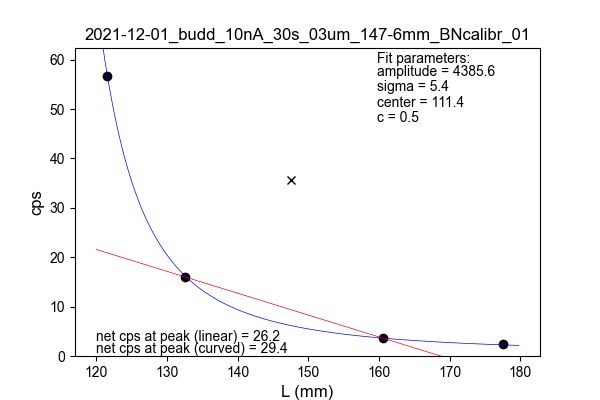 2021-12-01_budd_10nA_30s_03um_147-6mm_BNcalibr_01
Fit parameters:
amplitude = 4385.6
sigma = 5.4
center = 111.4
c = 0.5
60
50
40
30
20
10
0
cps
net cps at peak (linear) = 26.2
net cps at peak (curved) = 29.4
120 130 140 150 160 170 180
L (mm)